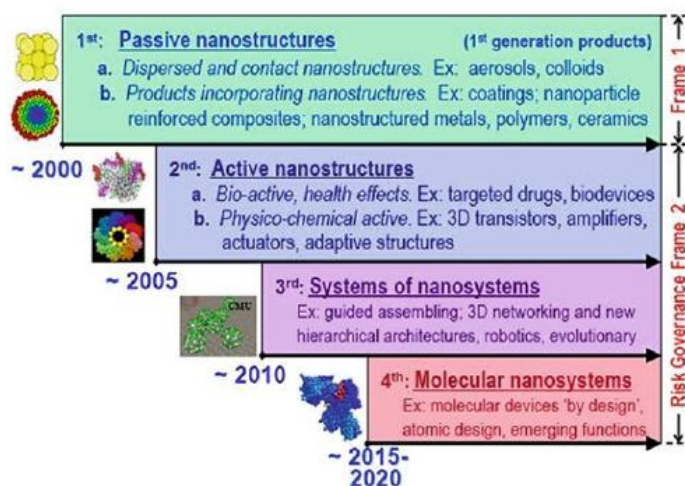 1st: Passive nanostructures (1st generation products)
a. Dispersed and contact nanostructures. Ex: aerosols, colloids
b. Products incorporating nanostructures. Ex: coatings; nanoparticle
reinforced composites; nanostructured metals, polymers, ceramics
~ 2000
2nd: Active nanostructures
a. Bio-active, health effects. Ex: targeted drugs, biodevices
b. Physico-chemical active. Ex: 3D transistors, amplifiers,
actuators, adaptive structures
~ 2005
CMU
3rd: Systems of nanosystems
Ex: guided assembling; 3D networking and new
hierarchical architectures, robotics, evolutionary
~ 2010
4th: Molecular nanosystems
Ex: molecular devices 'by design',
atomic design, emerging functions
~ 2015-
2020
Frame 1
Risk Governance Frame 2